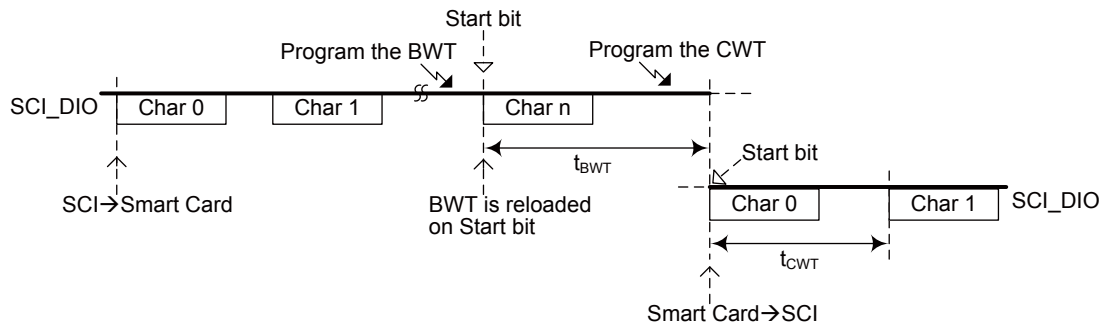 Start bit
Program the BWT
Program the CWT
SCI_DIO
Char 0
Char 1
Char n
tBWT
Start bit
SCI→Smart Card
BWT is reloaded
on Start bit
Char 0
Char 1
SCI_DIO
tCWT
Smart Card→SCI